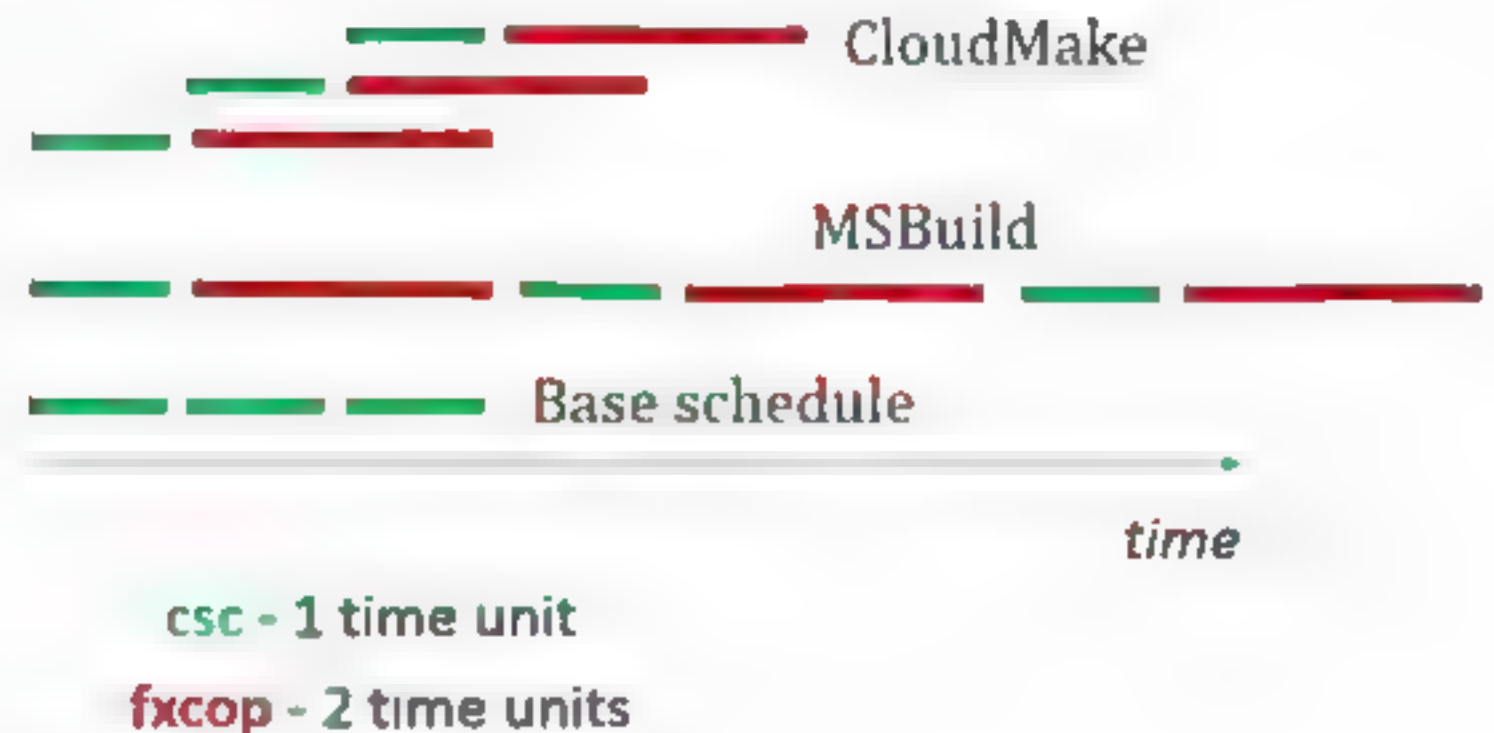 CloudMake
MSBuild
Base schedule
time
csc - 1 time unit
fxcop - 2 time units